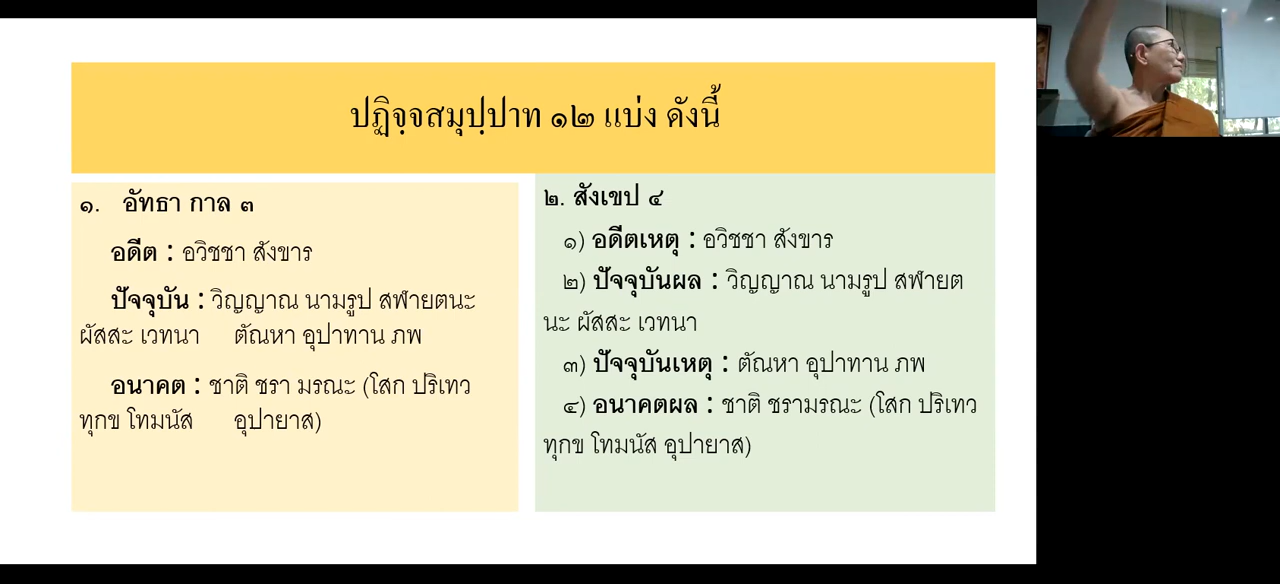 ปฏิจฺจสมุปฺปาท ๑๒ แบ่ง ดังนี้
๑. อัทธา กาล ๓
อดีต : อวิชชา สังขาร
ปัจจุบัน : วิญญาณ นามรูป สฬายตนะ
ผัสสะ เวทนา ตัณหา อุปาทาน ภพ
อนาคต : ชาติ ชรา มรณะ (โสก ปริเทว
ทุกข โทมนัส อุปายาส)
๒. สังเขป ๔
๑) อดีตเหตุ : อวิชชา สังขาร
๒) ปัจจุบันผล : วิญญาณ นามรูป สฬายต
นะ ผัสสะ เวทนา
๓) ปัจจุบันเหตุ : ตัณหา อุปาทาน ภพ
๔) อนาคตผล : ชาติ ชรามรณะ (โสก ปริเทว
ทุกข โทมนัส อุปายาส)